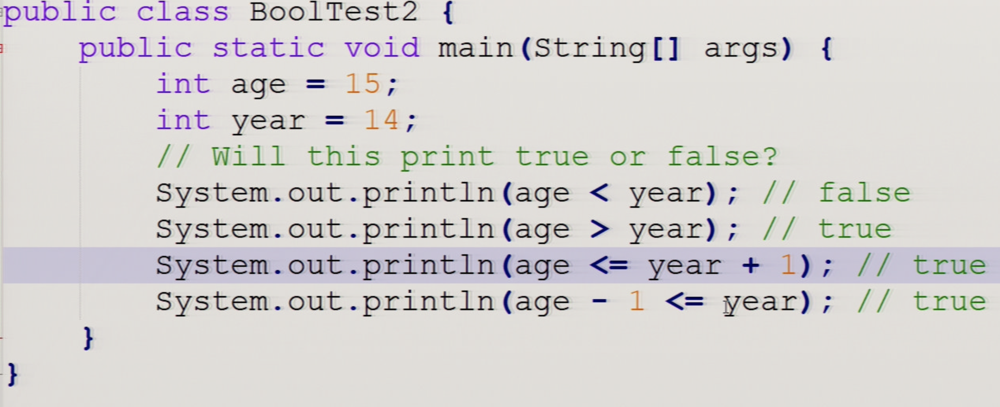 public class BoolTest2 {
public static void main(String[] args) {
int age = 15;
int year = 14;
// Will this print true or false?
System.out.println(age < year); // false
System.out.println(age > year); // true
System.out.println(age <= year + 1); // true
System.out.println(age - 1 <= year); // true
}
}